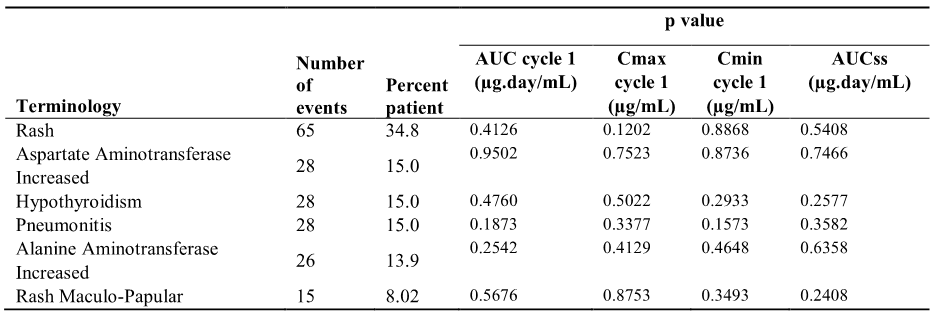 p value
Terminology Number of events Percent patient AUC cycle 1 (μg.day/mL) Cmax cycle 1 (μg/mL) Cmin cycle 1 (μg/mL) AUCss (μg.day/mL)
Rash 65 34.8 0.4126 0.1202 0.8868 0.5408
Aspartate Aminotransferase Increased 28 15.0 0.9502 0.7523 0.8736 0.7466
Hypothyroidism 28 15.0 0.4760 0.5022 0.2933 0.2577
Pneumonitis 28 15.0 0.1873 0.3377 0.1573 0.3582
Alanine Aminotransferase Increased 26 13.9 0.2542 0.4129 0.4648 0.6358
Rash Maculo-Papular 15 8.02 0.5676 0.8753 0.3493 0.2408